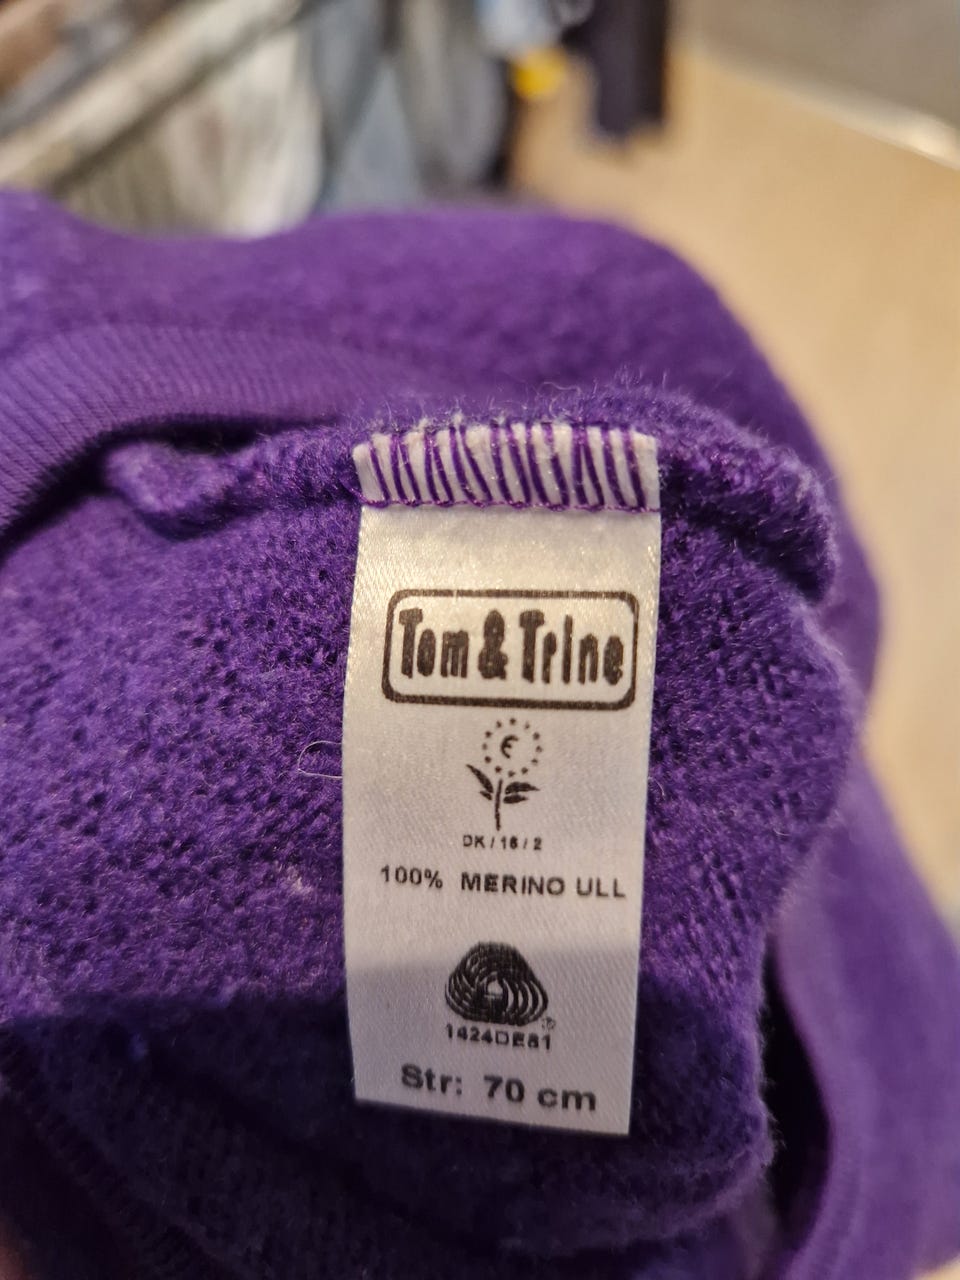 Tom & Trine
€
DK / 16 / 2
100% MERINO ULL
®
1424DE81
Str: 70 cm